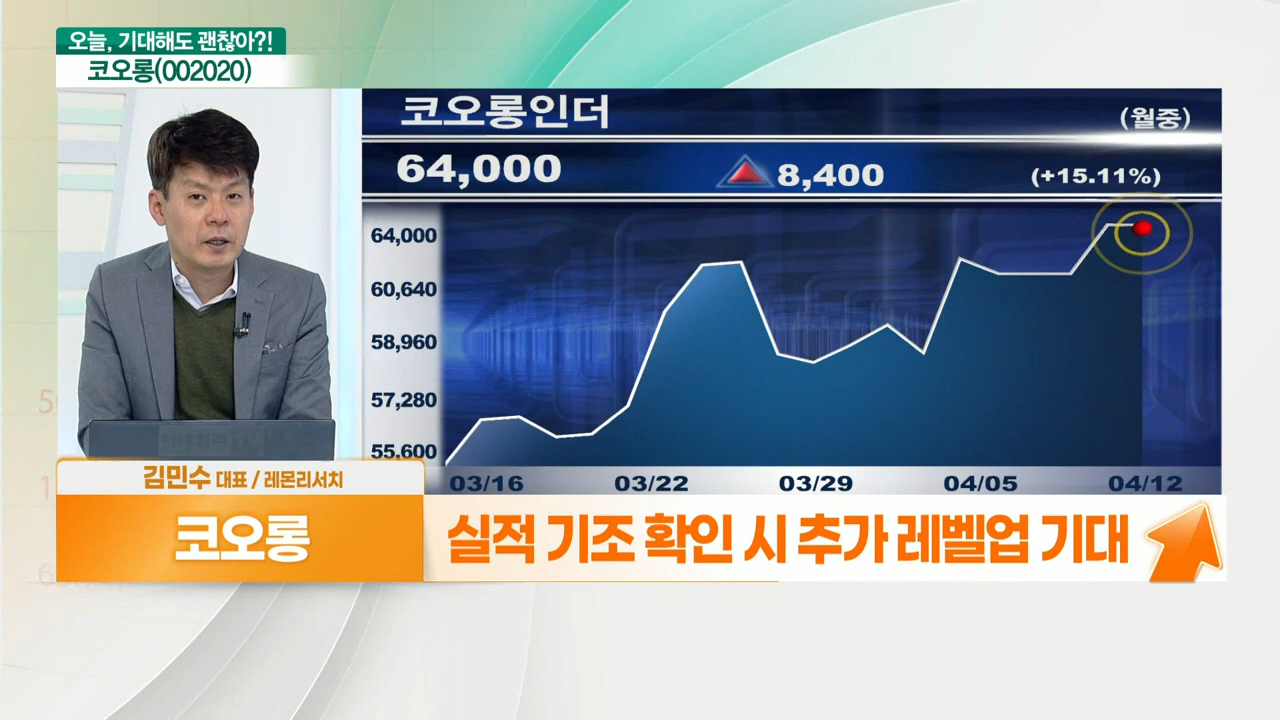 오늘, 기대해도 괜찮아?!
코오롱(002020)
코오롱인더
(월중)
64,000
8,400
(+15.11%)
64,000
60,640
58,960
57,280
55,600
03/16
03/22
03/29
04/05
04/12
김민수 대표 / 레몬리서치
코오롱
실적 기조 확인 시 추가 레벨업 기대